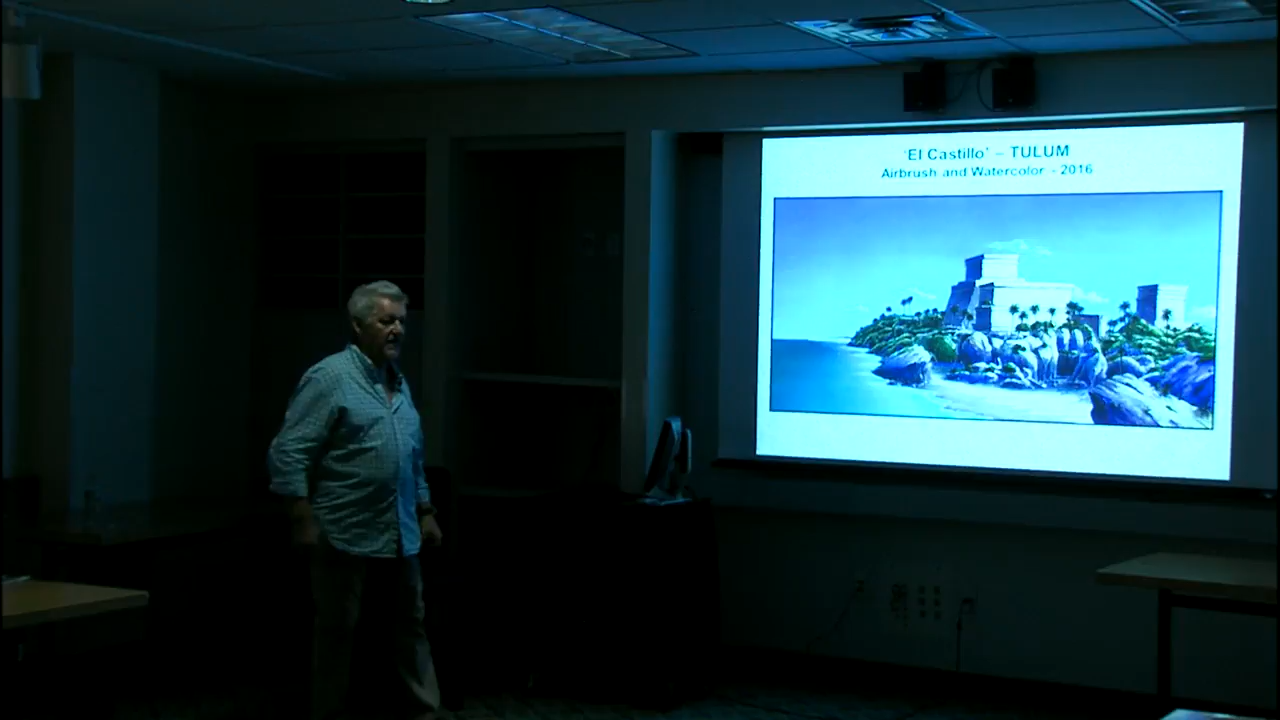 ‘El Castillo’ – TULUM
Airbrush and Watercolor - 2016